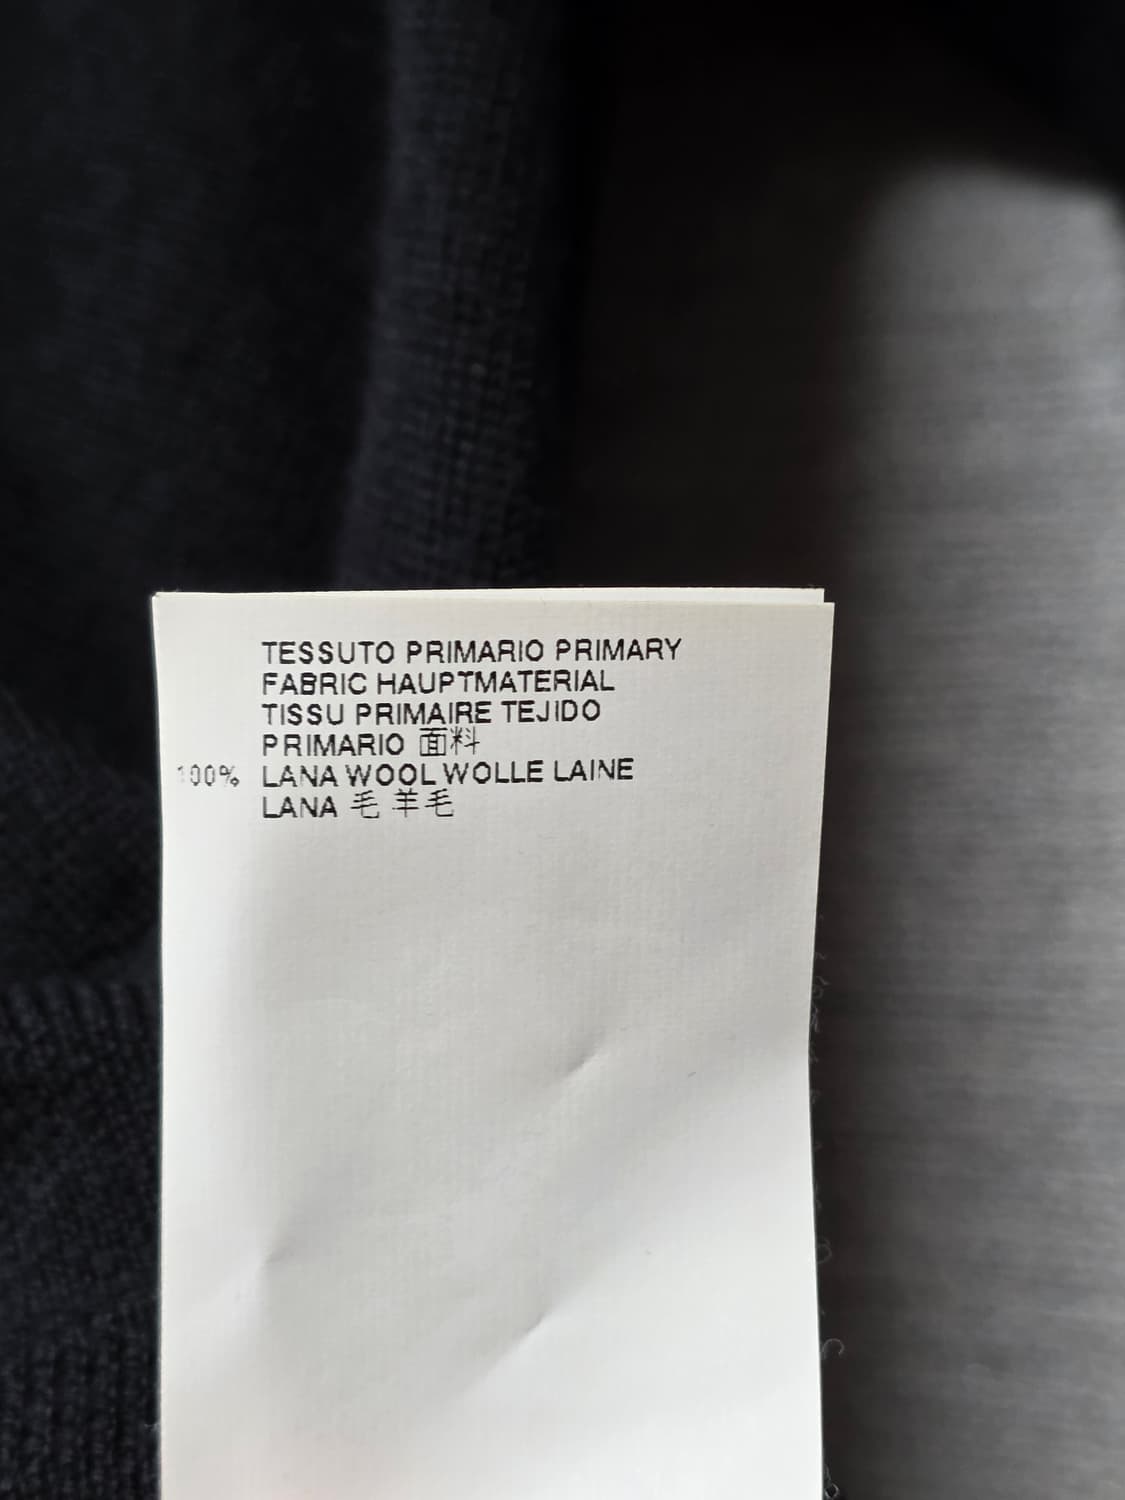 TESSUTO PRIMARIO PRIMARY
FABRIC HAUPTMATERIAL
TISSU PRIMAIRE TEJIDO
PRIMARIO 面料
100% LANA WOOL WOLLE LAINE
LANA 毛 羊毛